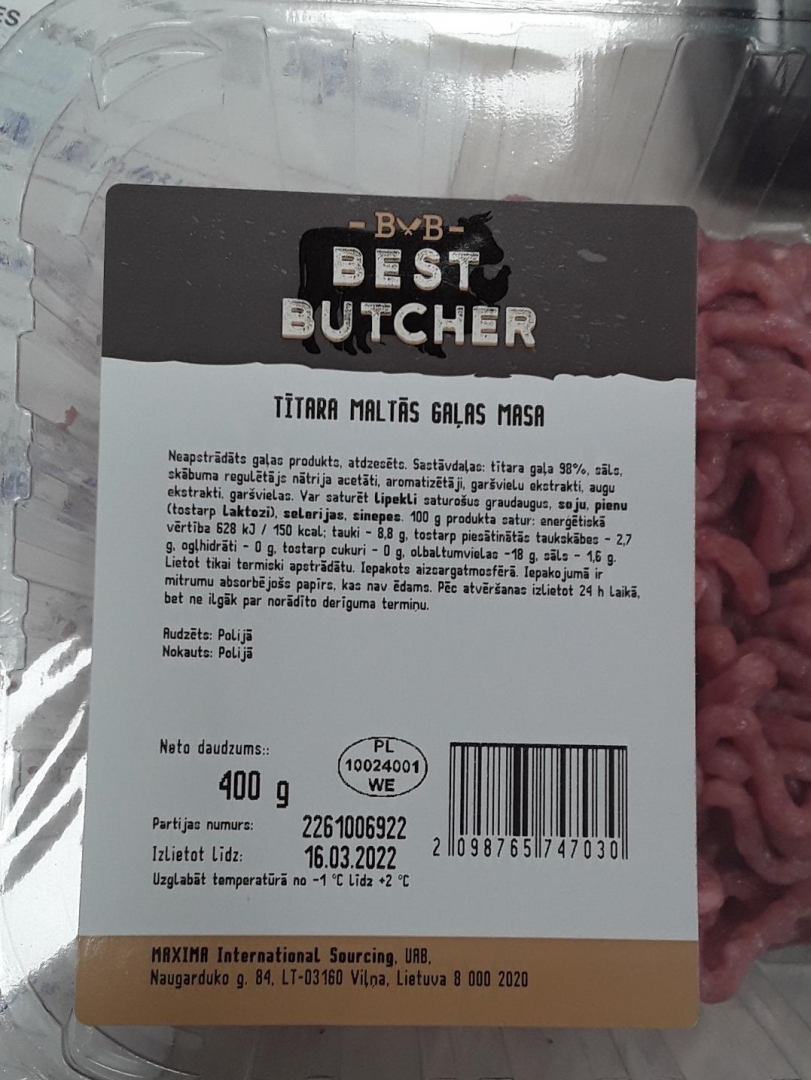 ES
B B
BEST
BUTCHER
TĪTARA MALTĀS GAĻAS MASA
Neapstrādāts gaļas produkts, atdzesēts. Sastāvdaļas: tītara gaļa 98%, sāls,
skābuma regulētājs nātrija acetāti, aromatizētāji, garšvielu ekstrakti, augu
ekstrakti, garšvielas. Var saturēt lipekli saturošus graudaugus, soju, pienu
(tostarp laktozi), selerijas, sinepes. 100 g produkta satur: enerģētiskā
vērtība 628 kJ / 150 kcal; tauki - 8,8 g, tostarp piesātinātās taukskābes - 2,7
g, ogļhidrāti - 0 g, tostarp cukuri - 0 g, olbaltumvielas -18 g, sāls - 1,6 g.
Lietot tikai termiski apstrādātu. Iepakots aizsargatmosfērā. Iepakojumā ir
mitrumu absorbējošs papīrs, kas nav ēdams. Pēc atvēršanas izlietot 24 h laikā,
bet ne ilgāk par norādīto derīguma termiņu.
Audzēts: Polijā
Nokauts: Polijā
Neto daudzums::
400 g
PL
10024001
WE
Partijas numurs: 2261006922
Izlietot līdz: 16.03.2022
Uzglabāt temperatūrā no -1 °C līdz +2 °C
2 098765 747030
MAXIMA International Sourcing, UAB,
Naugarduko g. 84, LT-03160 Viļņa, Lietuva 8 000 2020